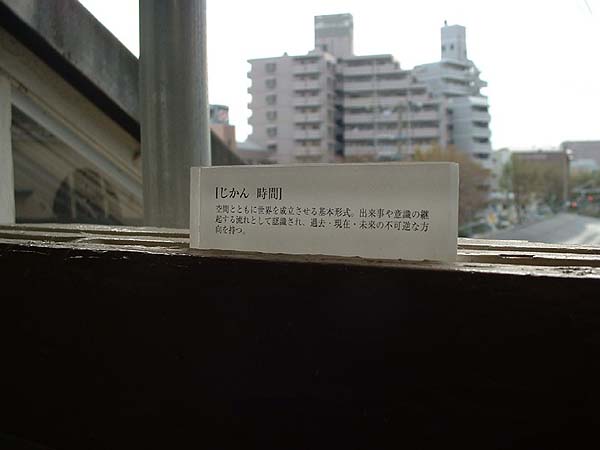 [じかん 時間]
空間とともに世界を成立させる基本形式。出来事や意識の継
起する流れとして認識され、過去・現在・未来の不可逆な方
向を持つ。